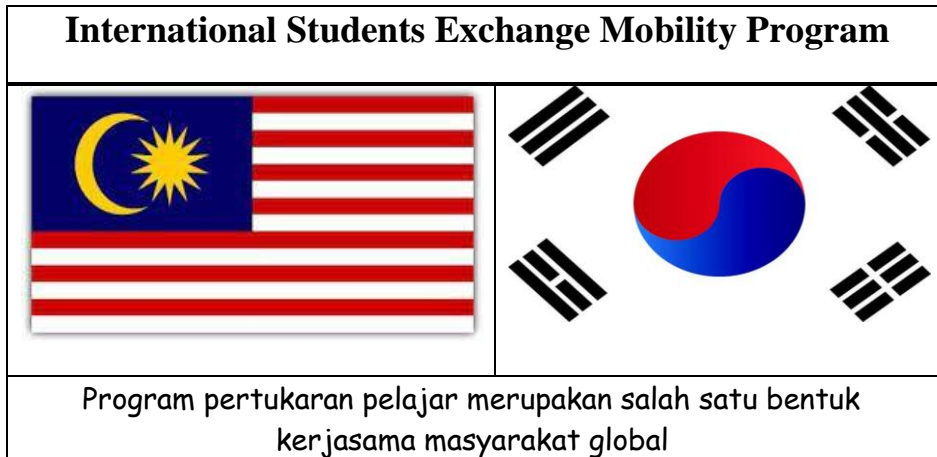 International Students Exchange Mobility Program
Program pertukaran pelajar merupakan salah satu bentuk
kerjasama masyarakat global